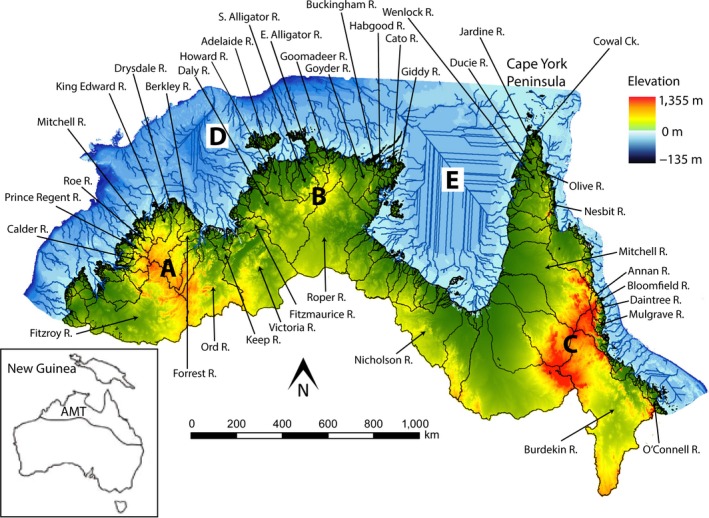 Buckingham R.
Wenlock R.
S. Alligator R.
Habgood R.
Jardine R.
E. Alligator R.
Cato R.
Adelaide R.
Goomadeer R.
Ducie R.
Cape York
Peninsula
Cowal Ck.
Howard R.
Goyder R.
Giddy R.
Drysdale R.
Daly R.
King Edward R.
Berkley R.
Elevation
1,355 m
0 m
−135 m
Mitchell R.
D
Roe R.
E
Olive R.
Prince Regent R.
B
Nesbit R.
Calder R.
A
Mitchell R.
Annan R.
Bloomfield R.
Daintree R.
Mulgrave R.
Roper R.
Fitzmaurice R.
Fitzroy R.
Victoria R.
Ord R.
Keep R.
C
Nicholson R.
Forrest R.
New Guinea
AMT
N
0 200 400 600 800 1,000
km
Burdekin R.
O'Connell R.